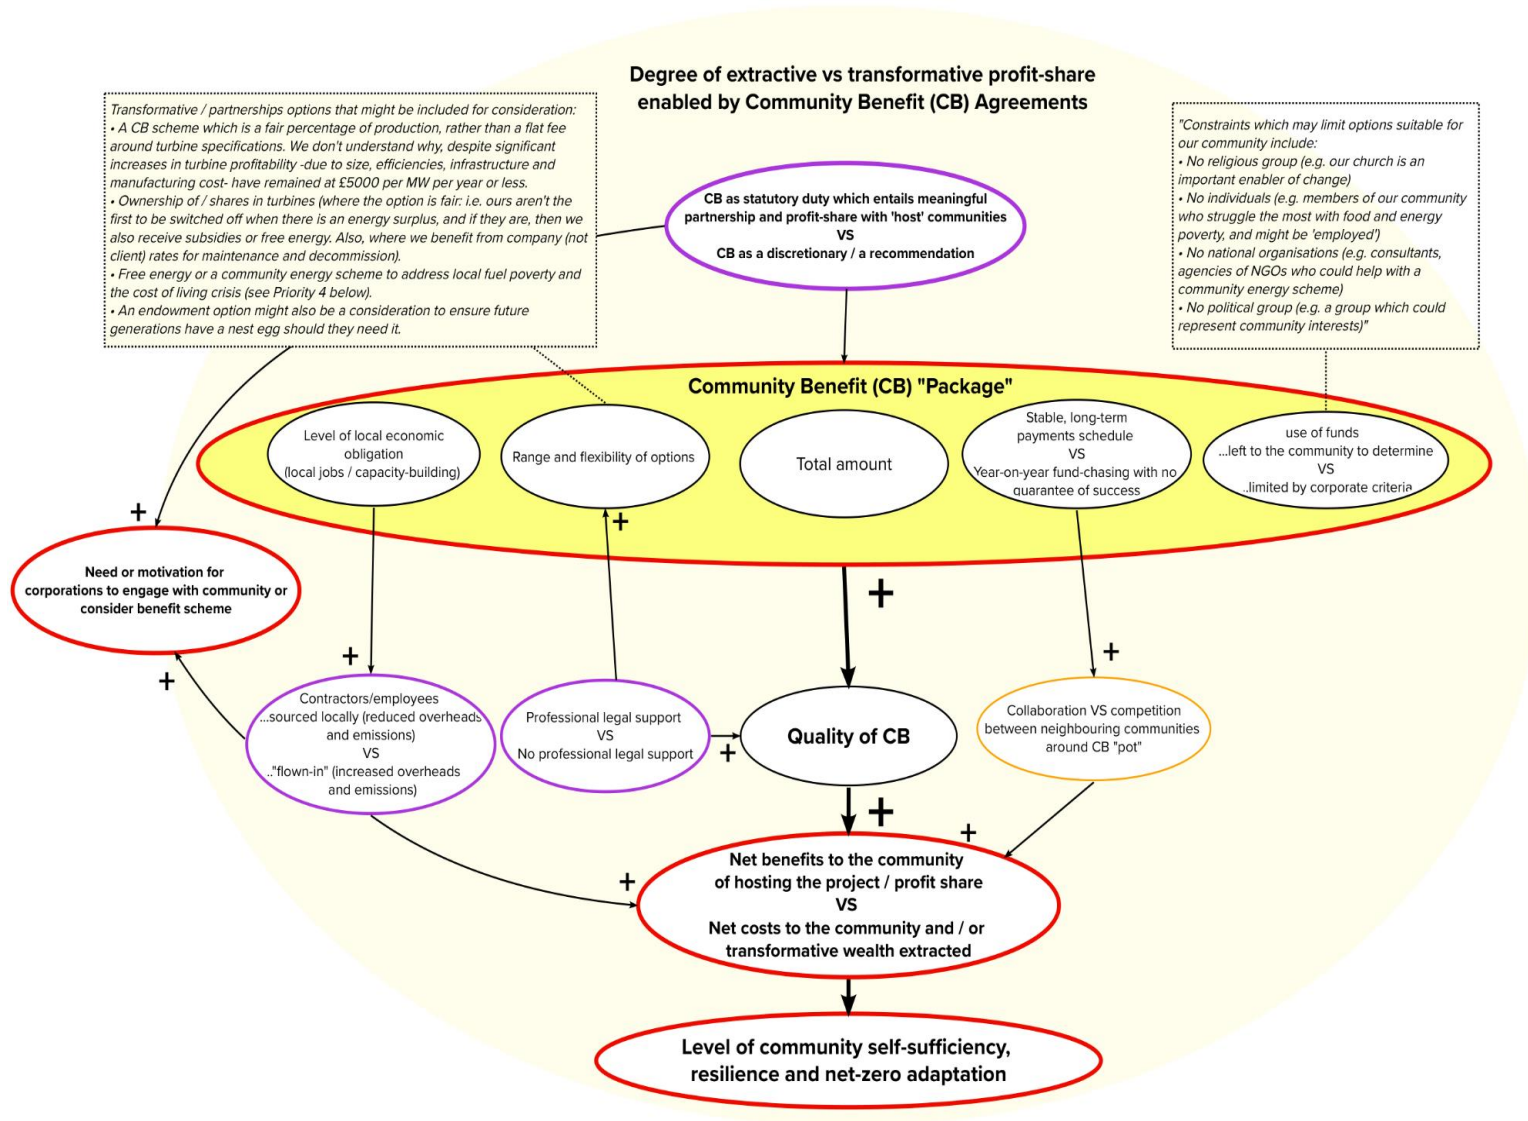 Degree of extractive vs transformative profit-share
enabled by Community Benefit (CB) Agreements
Transformative / partnerships options that might be included for consideration:
• A CB scheme which is a fair percentage of production, rather than a flat fee
around turbine specifications. We don't understand why, despite significant
increases in turbine profitability -due to size, efficiencies, infrastructure and
manufacturing cost- have remained at £5000 per MW per year or less.
• Ownership of / shares in turbines (where the option is fair: i.e. ours aren't the
first to be switched off when there is an energy surplus, and if they are, then we
also receive subsidies or free energy. Also, where we benefit from company (not
client) rates for maintenance and decommission).
• Free energy or a community energy scheme to address local fuel poverty and
the cost of living crisis (see Priority 4 below).
• An endowment option might also be a consideration to ensure future
generations have a nest egg should they need it.
"Constraints which may limit options suitable for
our community include:
• No religious group (e.g. our church is an
important enabler of change)
• No individuals (e.g. members of our community
who struggle the most with food and energy
poverty, and might be 'employed')
• No national organisations (e.g. consultants,
agencies of NGOs who could help with a
community energy scheme)
• No political group (e.g. a group which could
represent community interests)"
CB as statutory duty which entails meaningful
partnership and profit-share with 'host' communities
VS
CB as a discretionary / a recommendation
Community Benefit (CB) "Package"
Level of local economic
obligation
(local jobs / capacity-building)
Range and flexibility of options
Total amount
Stable, long-term
payments schedule
VS
Year-on-year fund-chasing with no
guarantee of success
use of funds
...left to the community to determine
VS
..limited by corporate criteria
+
+
Need or motivation for
corporations to engage with community or
consider benefit scheme
+
+
+
+
Contractors/employees
...sourced locally (reduced overheads
and emissions)
VS
.."flown-in" (increased overheads
and emissions)
Professional legal support
VS
No professional legal support
+
Quality of CB
Collaboration VS competition
between neighbouring communities
around CB "pot"
+
+
+
Net benefits to the community
of hosting the project / profit share
VS
Net costs to the community and / or
transformative wealth extracted
Level of community self-sufficiency,
resilience and net-zero adaptation